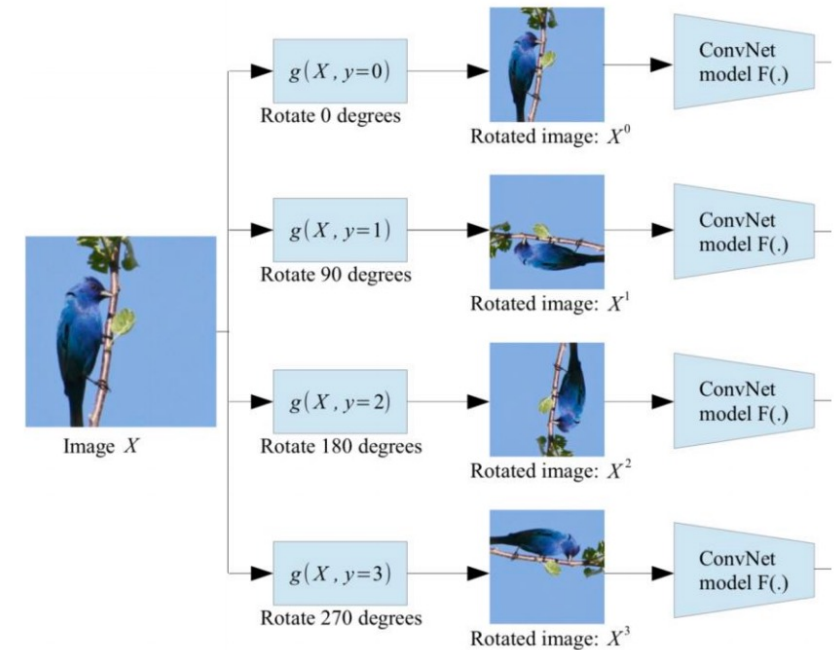 g(X, y=0)
Rotate 0 degrees
Rotated image: X⁰
ConvNet
model F(.)
g(X, y=1)
Rotate 90 degrees
Rotated image: X¹
ConvNet
model F(.)
Image X
g(X, y=2)
Rotate 180 degrees
Rotated image: X²
ConvNet
model F(.)
g(X, y=3)
Rotate 270 degrees
Rotated image: X³
ConvNet
model F(.)